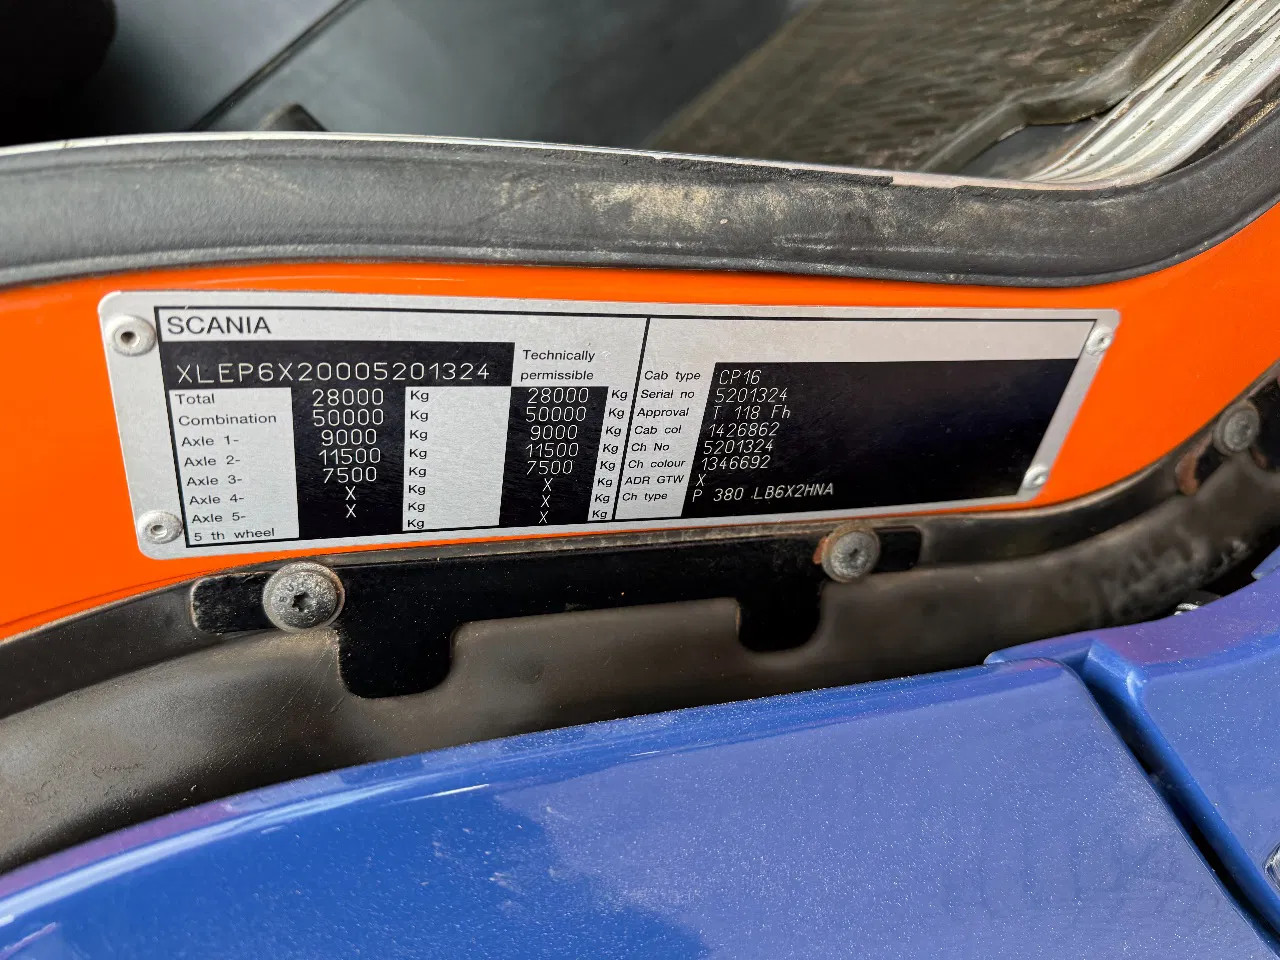 SCANIA
XLEP6X20005201324
Technically
permissible
Total 28000 Kg 28000 Kg
Combination 50000 Kg 50000 Kg
Axle 1- 9000 Kg 9000 Kg
Axle 2- 11500 Kg 11500 Kg
Axle 3- 7500 Kg 7500 Kg
Axle 4- X Kg X Kg
Axle 5- X Kg X Kg
5 th wheel Kg X Kg
Cab type CP16
Serial no 5201324
Approval T 118 Fh
Cab col 1426862
Ch No 5201324
Ch colour 1346692
ADR GTW X
Ch type P 380 LB6X2HNA